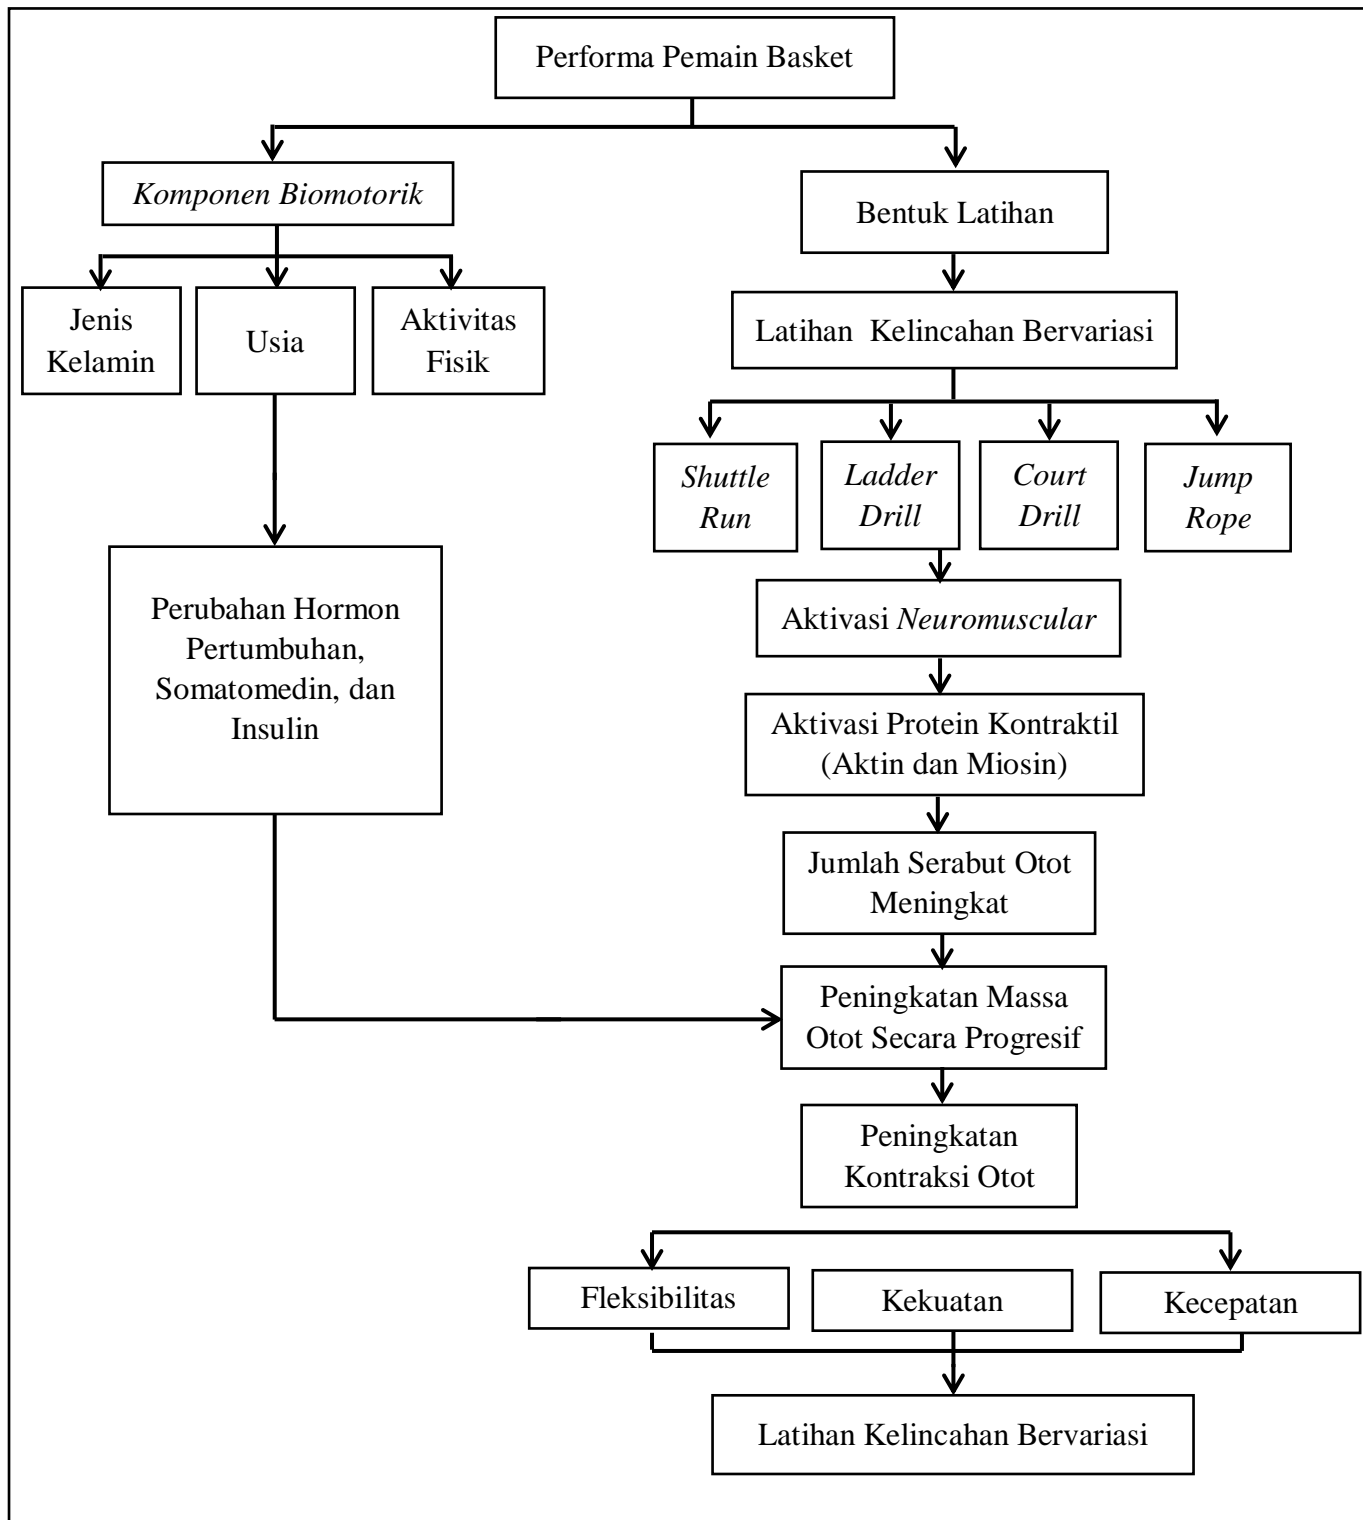 Performa Pemain Basket
Komponen Biomotorik
Bentuk Latihan
Jenis
Kelamin
Usia
Aktivitas
Fisik
Latihan  Kelincahan Bervariasi
Shuttle
Run
Ladder
Drill
Court
Drill
Jump
Rope
Perubahan Hormon
Pertumbuhan,
Somatomedin, dan
Insulin
Aktivasi Neuromuscular
Aktivasi Protein Kontraktil
(Aktin dan Miosin)
Jumlah Serabut Otot
Meningkat
Peningkatan Massa
Otot Secara Progresif
Peningkatan
Kontraksi Otot
Fleksibilitas
Kekuatan
Kecepatan
Latihan Kelincahan Bervariasi